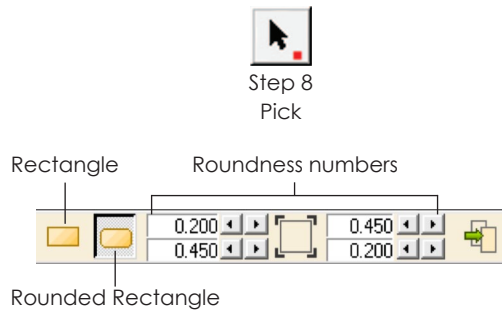 Step 8
Pick
Rectangle Roundness numbers
0.200 0.450
0.450 0.200
Rounded Rectangle